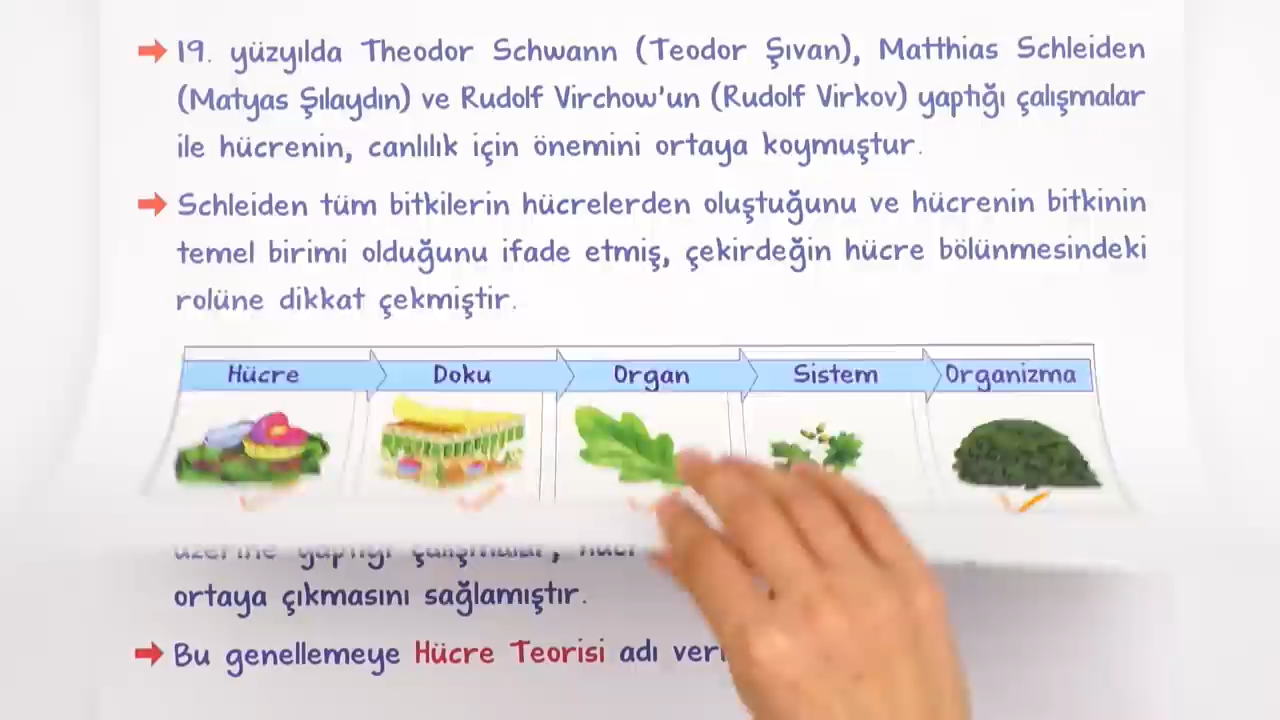 19. yüzyılda Theodor Schwann (Teodor Şıvan), Matthias Schleiden
(Matyas Şılaydın) ve Rudolf Virchow'un (Rudolf Virkov) yaptığı çalışmalar
ile hücrenin, canlılık için önemini ortaya koymuştur.
Schleiden tüm bitkilerin hücrelerden oluştuğunu ve hücrenin bitkinin
temel birimi olduğunu ifade etmiş, çekirdeğin hücre bölünmesindeki
rolüne dikkat çekmiştir.
Hücre Doku Organ Sistem Organizma
üzerine yaptığı çalışmalar,
ortaya çıkmasını sağlamıştır.
Bu genellemeye Hücre Teorisi adı